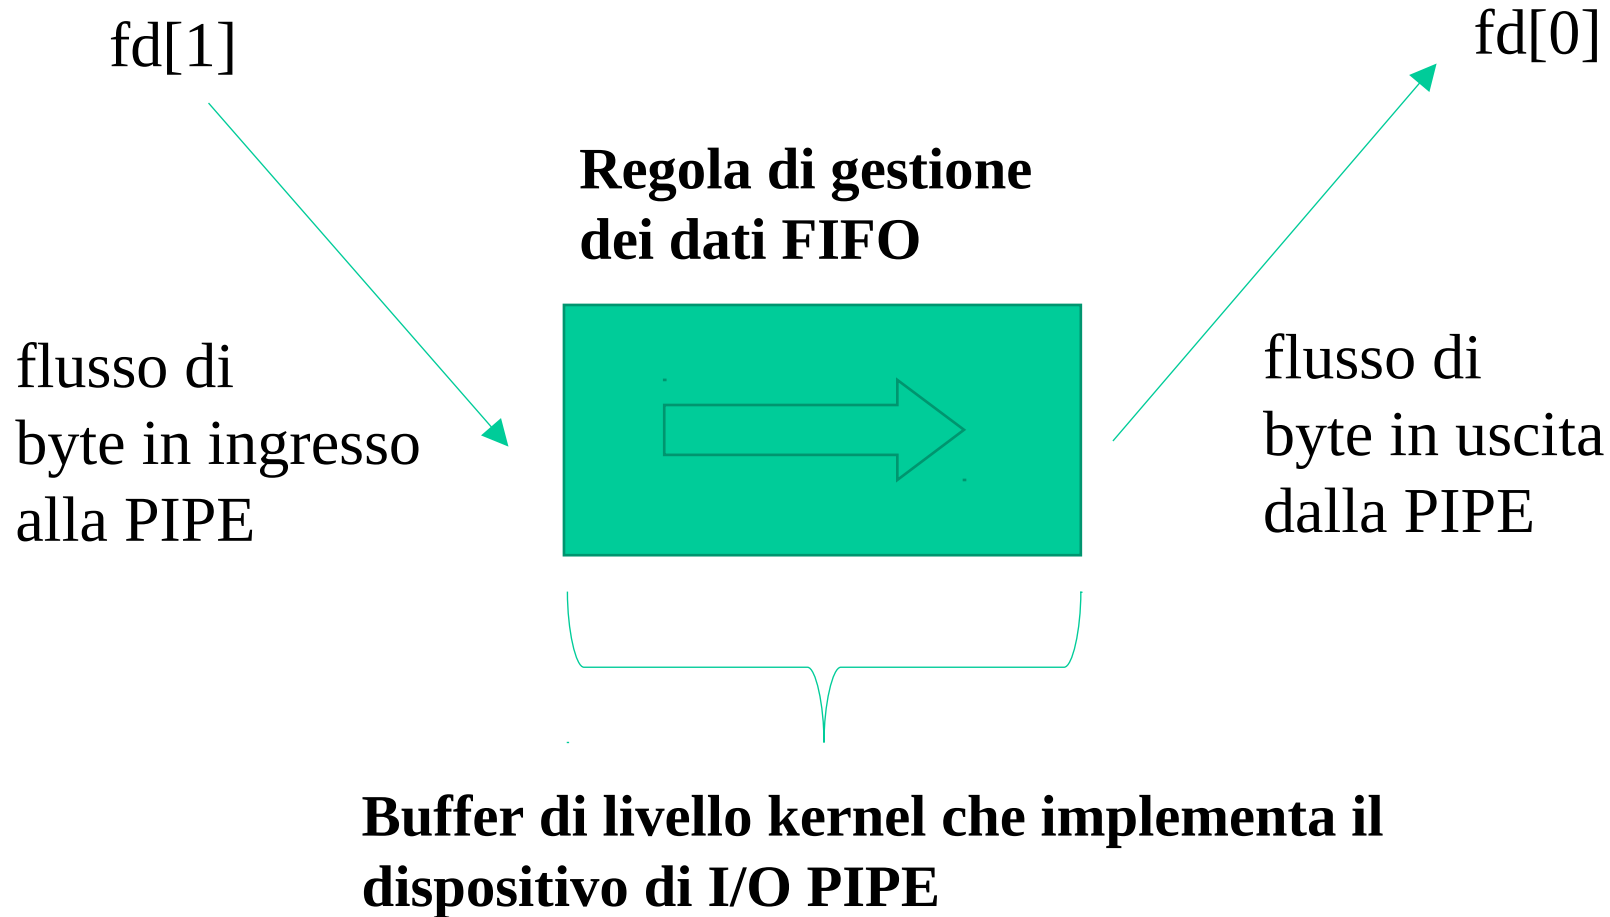 fd[1]
fd[0]
Regola di gestione
dei dati FIFO
flusso di
byte in ingresso
alla PIPE
flusso di
byte in uscita
dalla PIPE
Buffer di livello kernel che implementa il
dispositivo di I/O PIPE